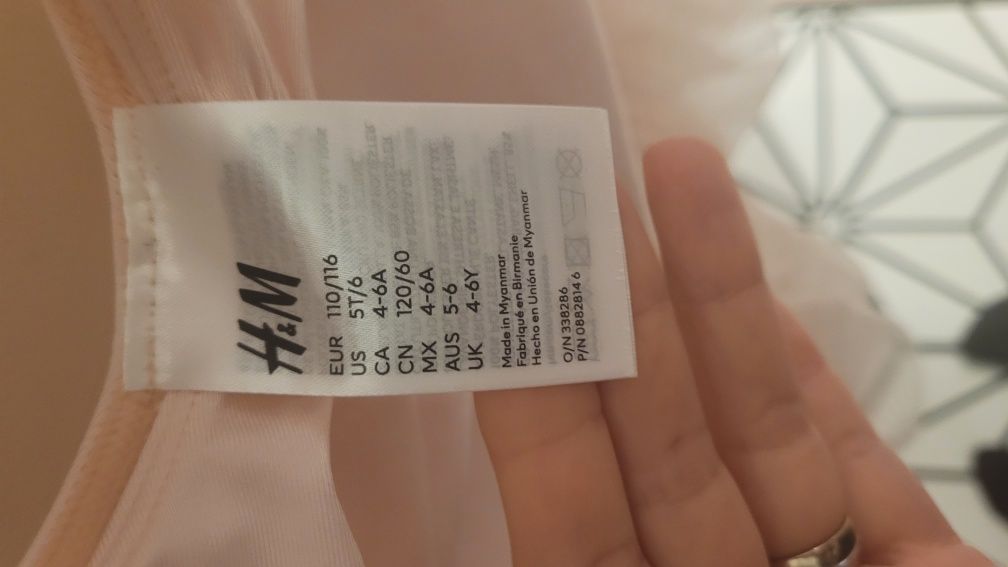 H&M
EUR 110/116
US 5T/6
CA 4-6A
CN 120/60
MX 4-6A
AUS 5-6
UK 4-6Y
Made in Myanmar
Fabriqué en Birmanie
Hecho en Unión de Myanmar
O/N 338286
P/N 0882814 6